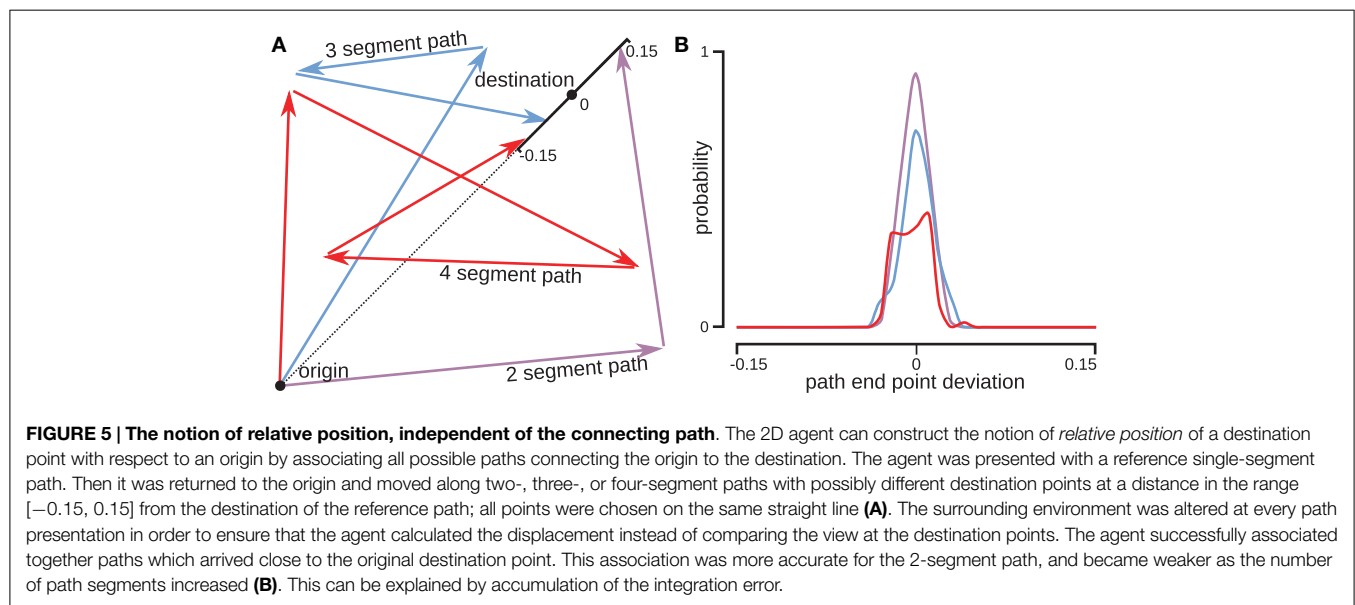 A
3 segment path
destination
0.15
0
-0.15
4 segment path
origin
2 segment path
B
1
probability
0
-0.15
0
0.15
path end point deviation
FIGURE 5 | The notion of relative position, independent of the connecting path. The 2D agent can construct the notion of relative position of a destination
point with respect to an origin by associating all possible paths connecting the origin to the destination. The agent was presented with a reference single-segment
path. Then it was returned to the origin and moved along two-, three-, or four-segment paths with possibly different destination points at a distance in the range
[−0.15, 0.15] from the destination of the reference path; all points were chosen on the same straight line (A). The surrounding environment was altered at every path
presentation in order to ensure that the agent calculated the displacement instead of comparing the view at the destination points. The agent successfully associated
together paths which arrived close to the original destination point. This association was more accurate for the 2-segment path, and became weaker as the number
of path segments increased (B). This can be explained by accumulation of the integration error.